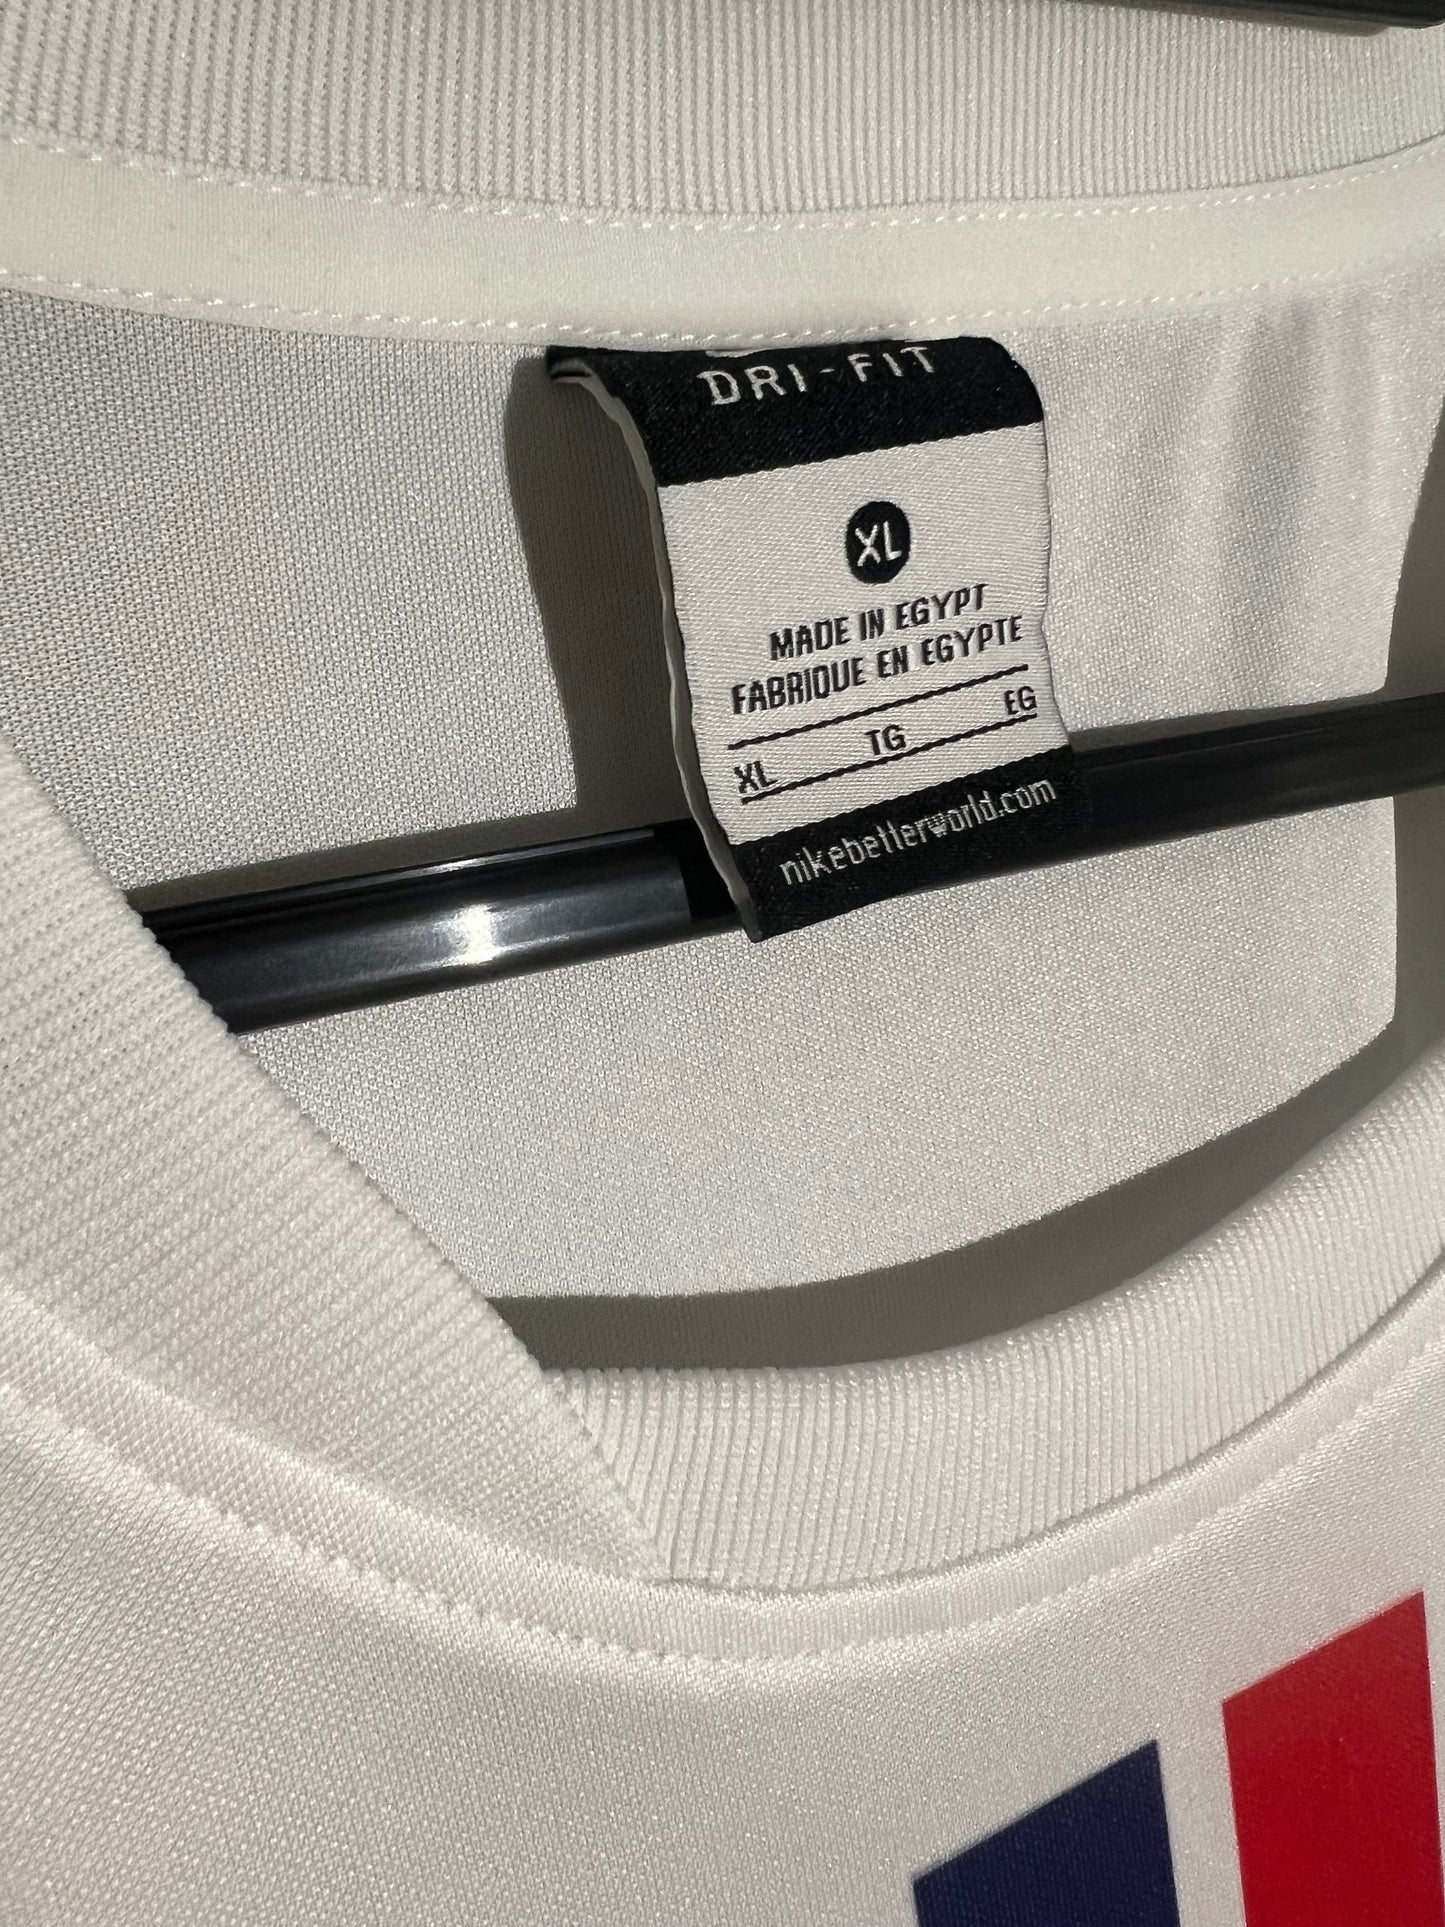 DRI-FIT
XL
MADE IN EGYPT
FABRIQUE EN EGYPTE
XL TG EG
nikebetterworld.com